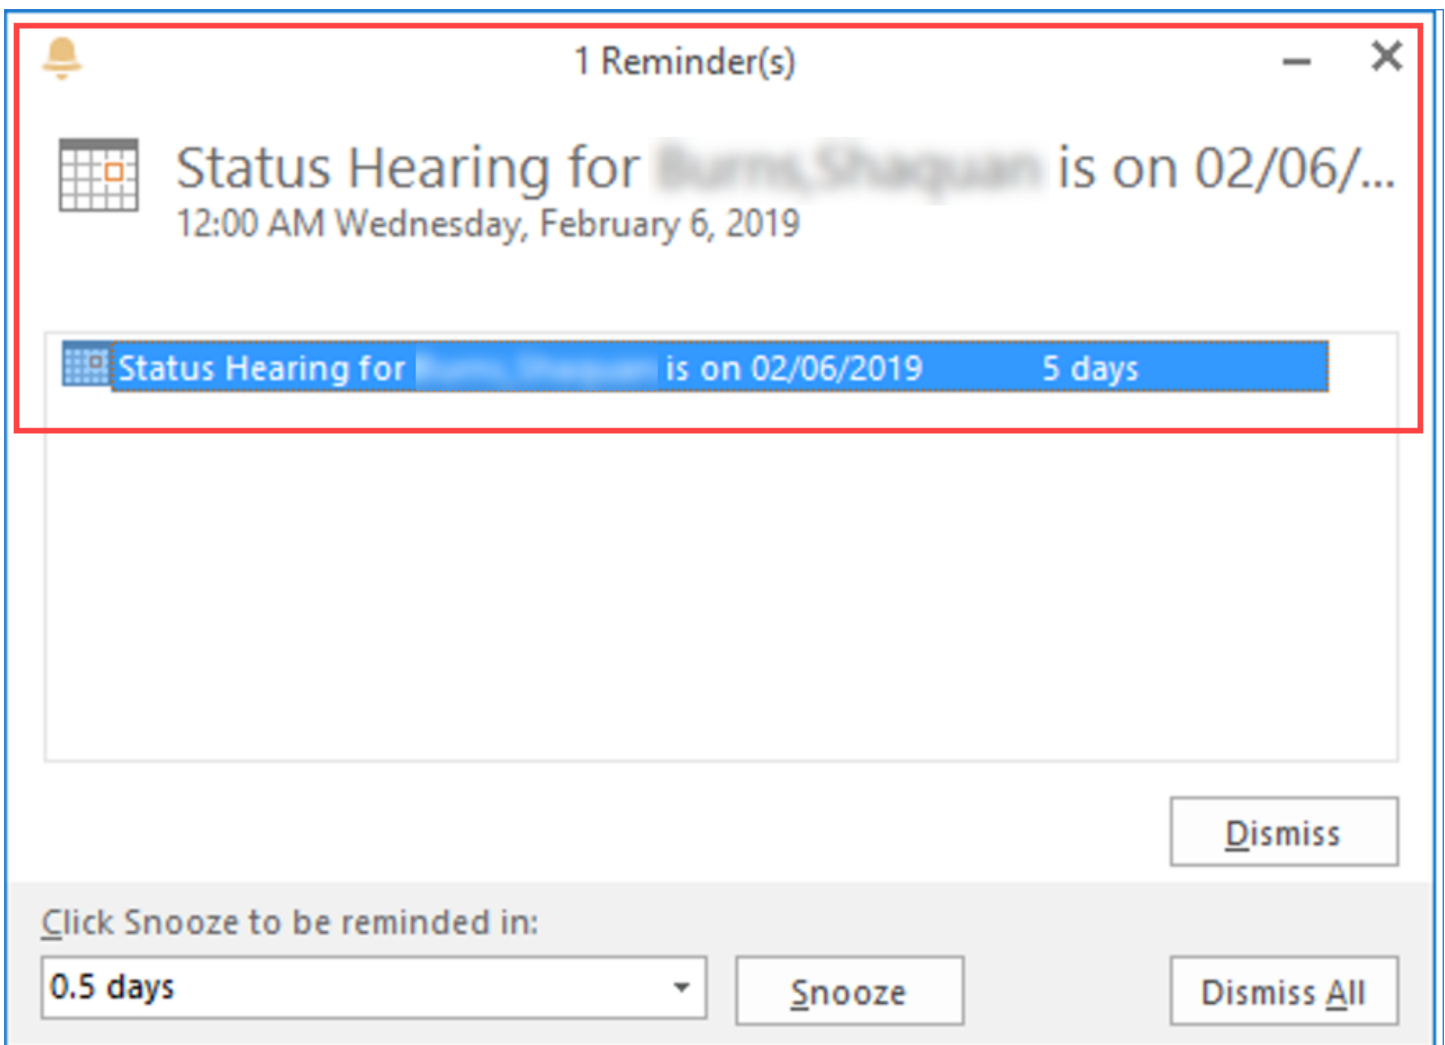 1 Reminder(s)
Status Hearing for is on 02/06/...
12:00 AM Wednesday, February 6, 2019
Status Hearing for is on 02/06/2019 5 days
Dismiss
Click Snooze to be reminded in:
0.5 days
Snooze
Dismiss All